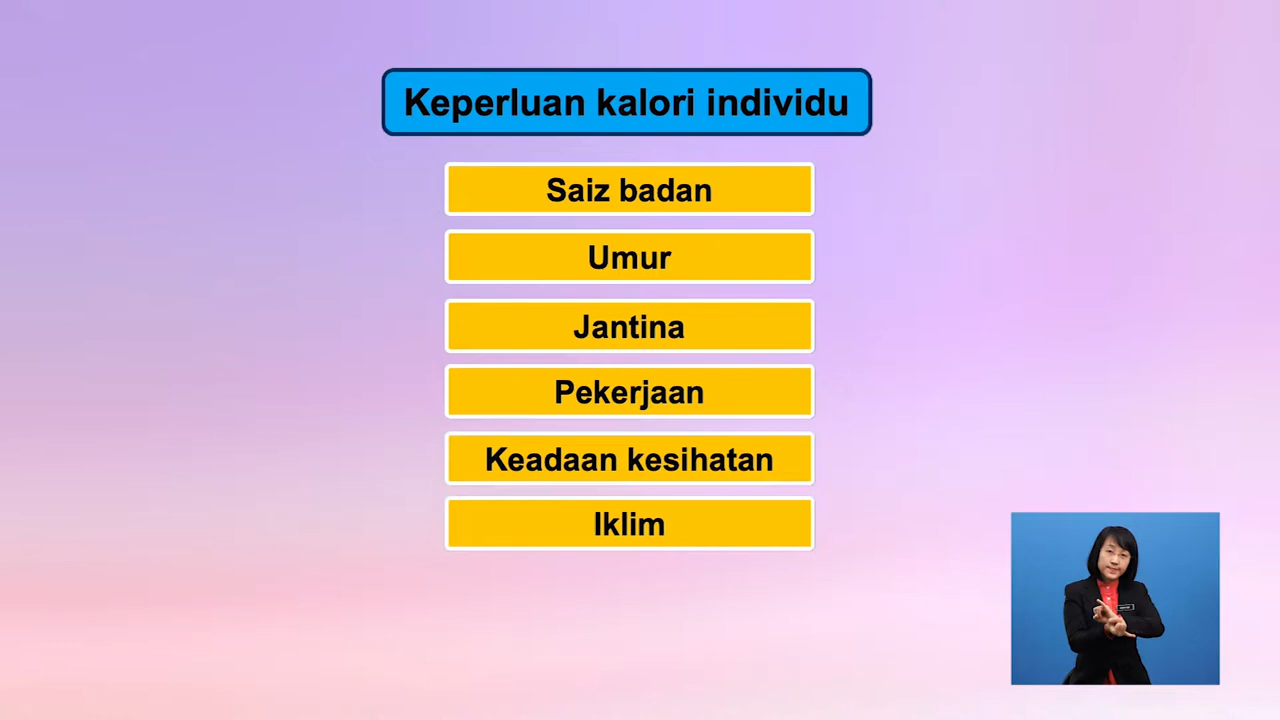 Keperluan kalori individu
Saiz badan
Umur
Jantina
Pekerjaan
Keadaan kesihatan
Iklim